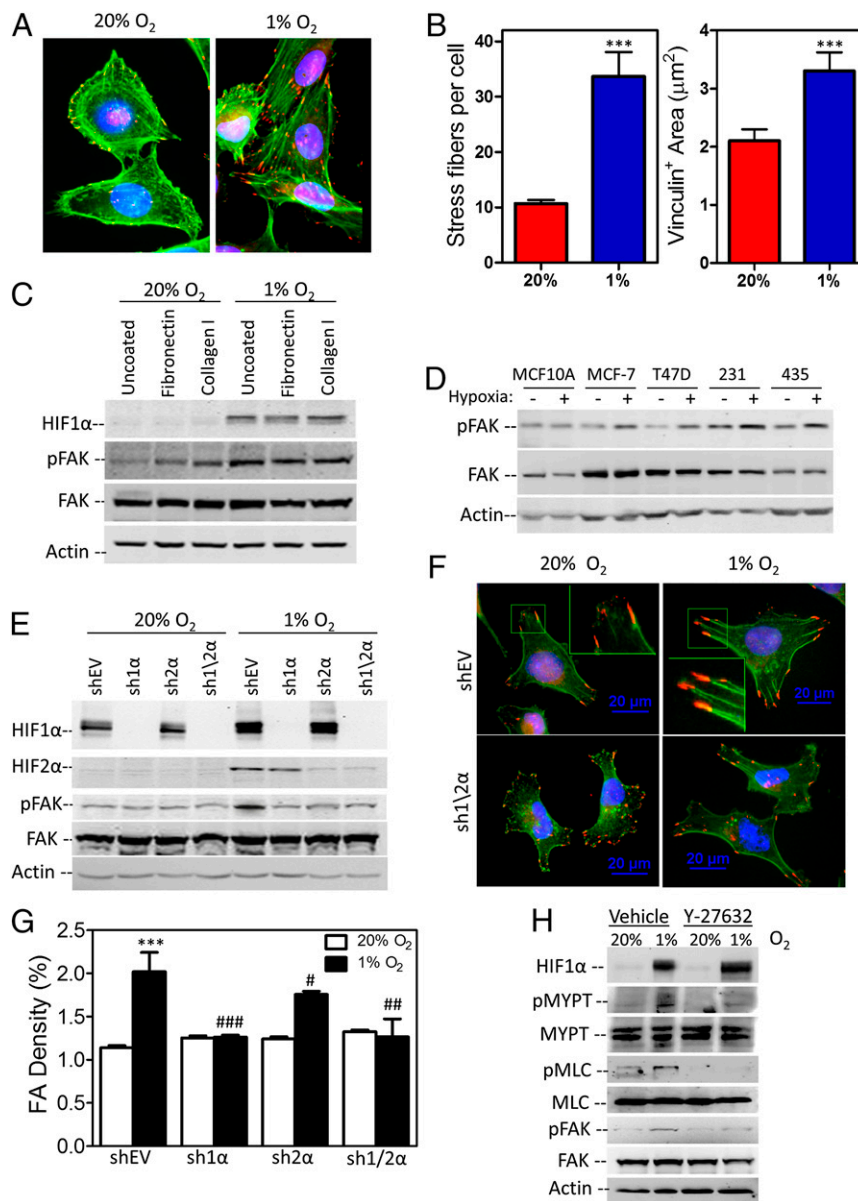 A
20% O2
1% O2
B
Stress fibers per cell
40
30
20
10
0
***
20%
1%
Vinculin+ Area (μm2)
4
3
2
1
0
***
20%
1%
C
20% O2
1% O2
Uncoated
Fibronectin
Collagen I
Uncoated
Fibronectin
Collagen I
HIF1α--
pFAK --
FAK --
Actin --
D
MCF10A MCF-7 T47D 231 435
Hypoxia: - + - + - + - + - +
pFAK --
FAK --
Actin--
E
20% O2
1% O2
shEV
sh1α
sh2α
sh1\2α
shEV
sh1α
sh2α
sh1\2α
HIF1α--
HIF2α--
pFAK--
FAK --
Actin --
F
20% O2
1% O2
shEV
20 μm
20 μm
sh1\2α
20 μm
20 μm
G
FA Density (%)
2.5
2.0
1.5
1.0
0.5
0.0
***
###
#
##
20% O2
1% O2
shEV
sh1α
sh2α
sh1/2α
H
Vehicle Y-27632
20% 1% 20% 1% O2
HIF1α --
pMYPT --
MYPT --
pMLC --
MLC --
pFAK --
FAK --
Actin --